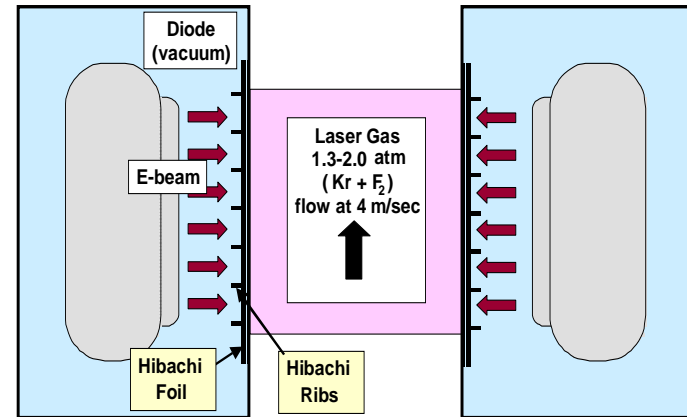 Diode
(vacuum)
E-beam
Laser Gas
1.3-2.0 atm
( Kr + F2)
flow at 4 m/sec
Hibachi
Foil
Hibachi
Ribs